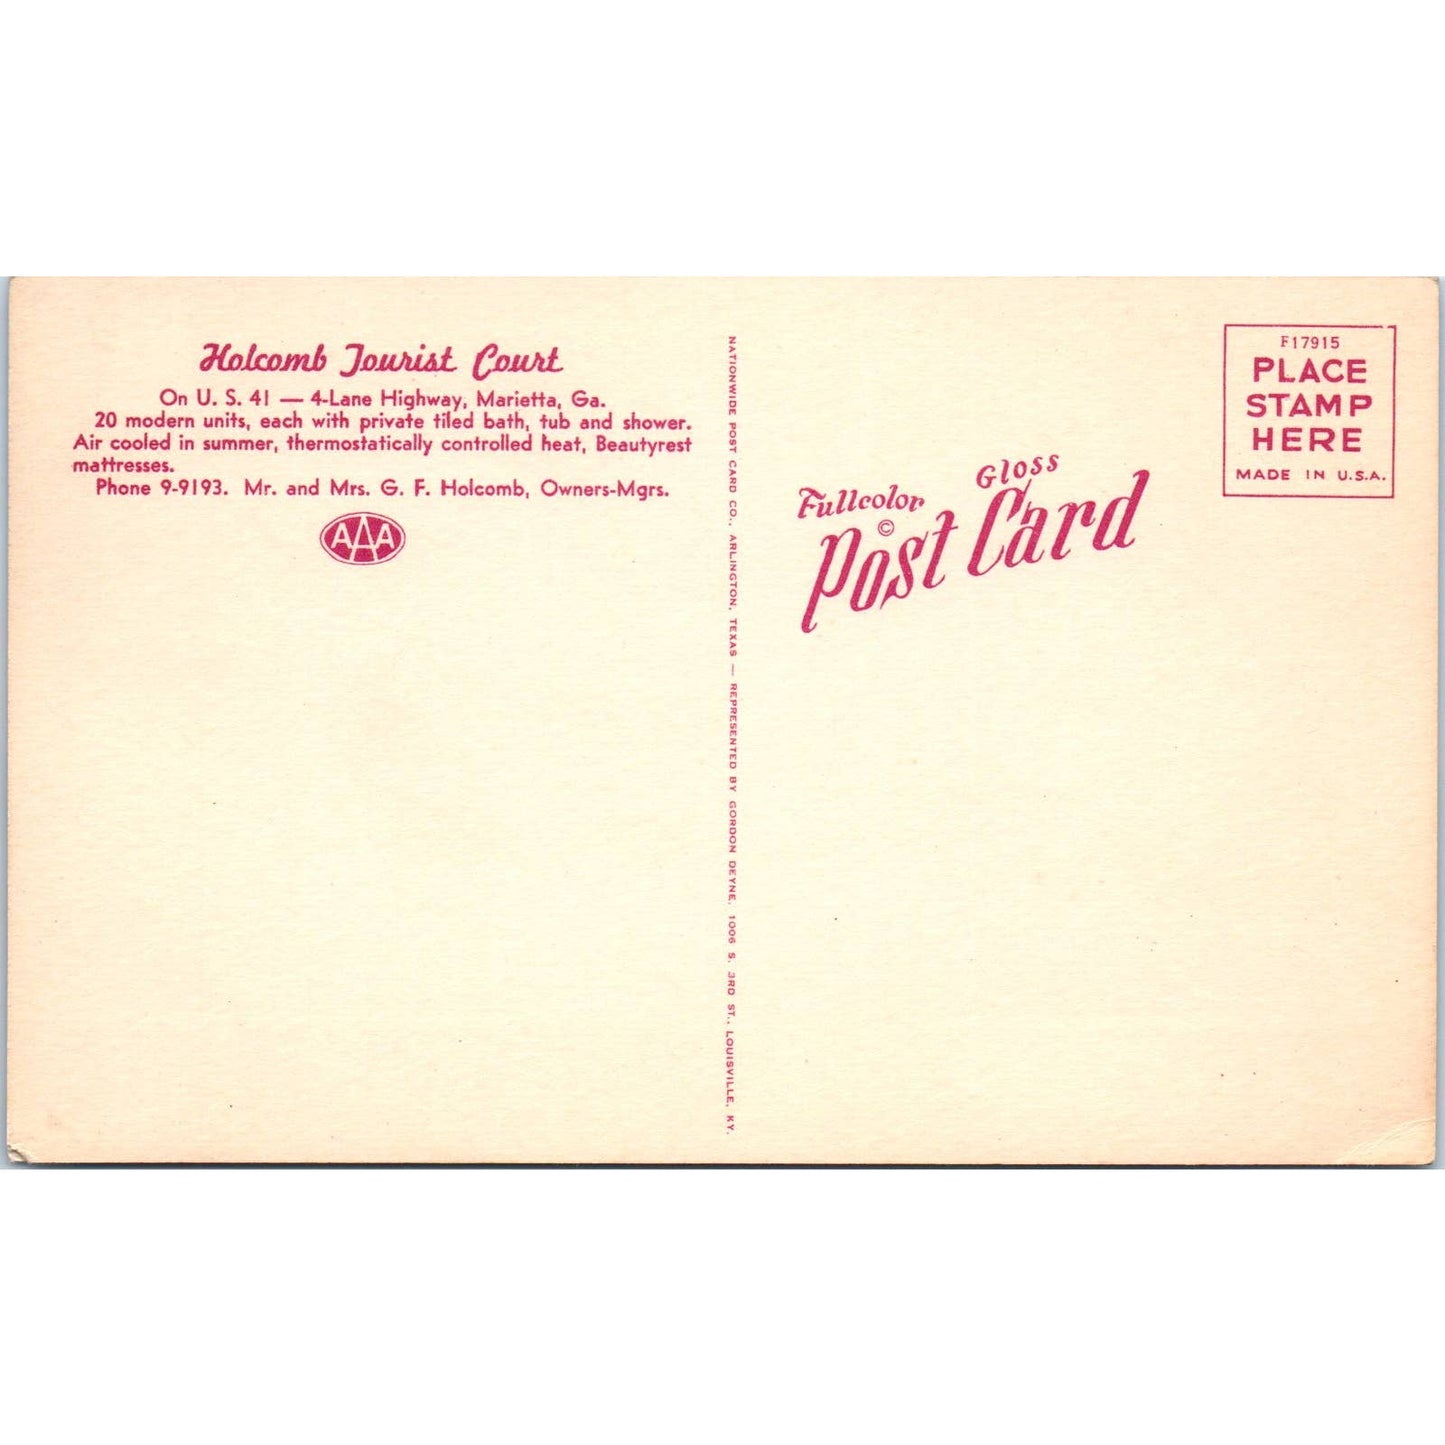 Holcomb Tourist Court
On U. S. 41 — 4-Lane Highway, Marietta, Ga.
20 modern units, each with private tiled bath, tub and shower.
Air cooled in summer, thermostatically controlled heat, Beautyrest
mattresses.
Phone 9-9193. Mr. and Mrs. G. F. Holcomb, Owners-Mgrs.
AAA
NATIONWIDE POST CARD CO., ARLINGTON, TEXAS — REPRESENTED BY GORDON DEYNE, 1006 S. 3RD ST., LOUISVILLE, KY.
Fullcolor Gloss
©
Post Card
F17915
PLACE
STAMP
HERE
MADE IN U.S.A.